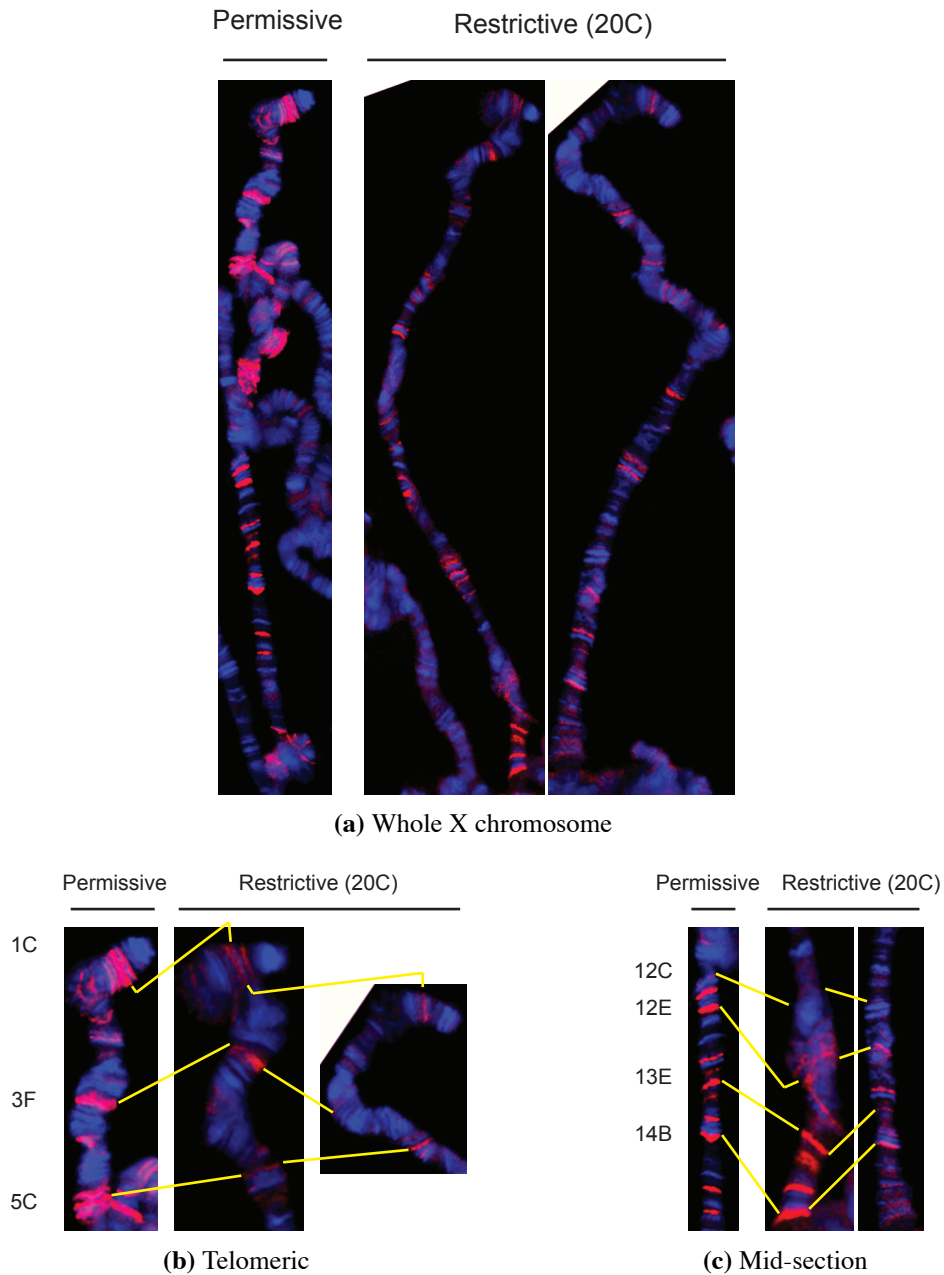 Permissive
Restrictive (20C)
(a) Whole X chromosome
Permissive
Restrictive (20C)
1C
3F
5C
(b) Telomeric
Permissive
Restrictive (20C)
12C
12E
13E
14B
(c) Mid-section